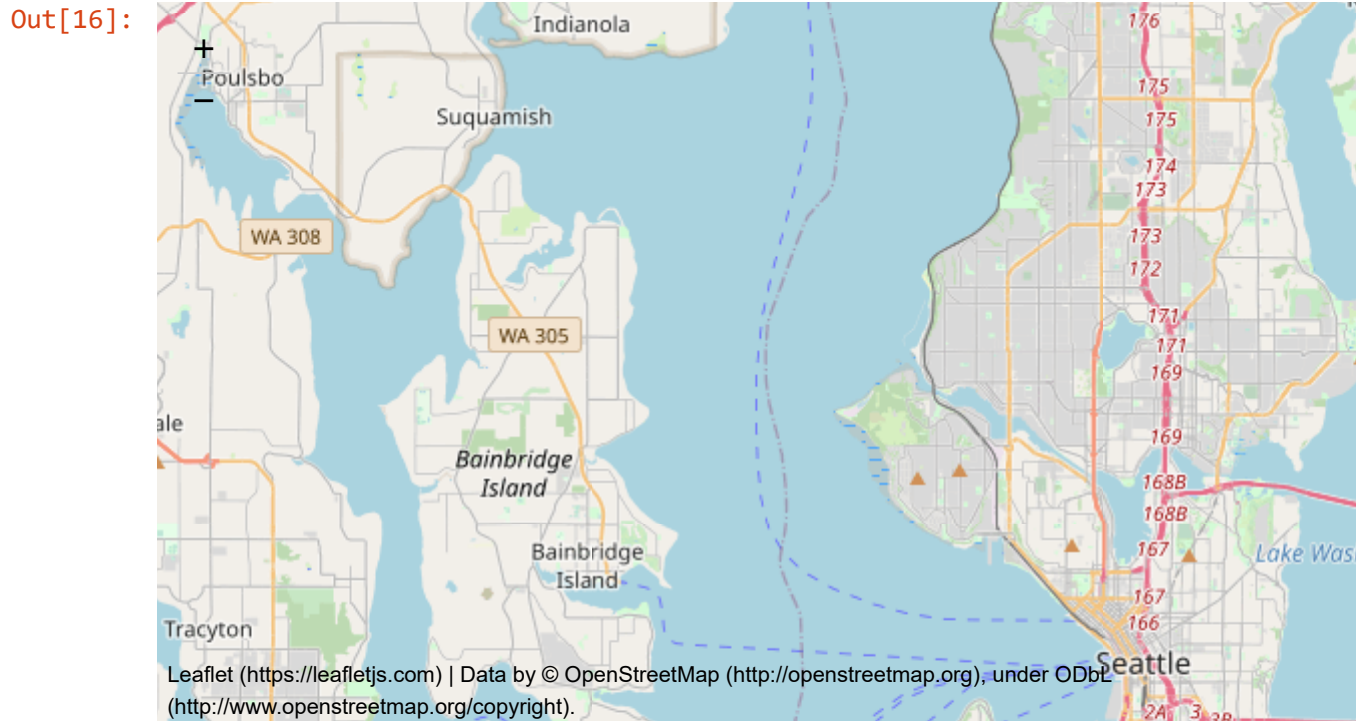 Out[16]:
+
−
Indianola
Poulsbo
Suquamish
WA 308
WA 305
Bainbridge
Island
Bainbridge
Island
ale
Tracyton
176
175
175
174
173
173
172
171
171
169
169
168B
168B
167
167
166
Lake Was
Seattle
2A
3
Leaflet (https://leafletjs.com) | Data by © OpenStreetMap (http://openstreetmap.org), under ODbL
(http://www.openstreetmap.org/copyright).